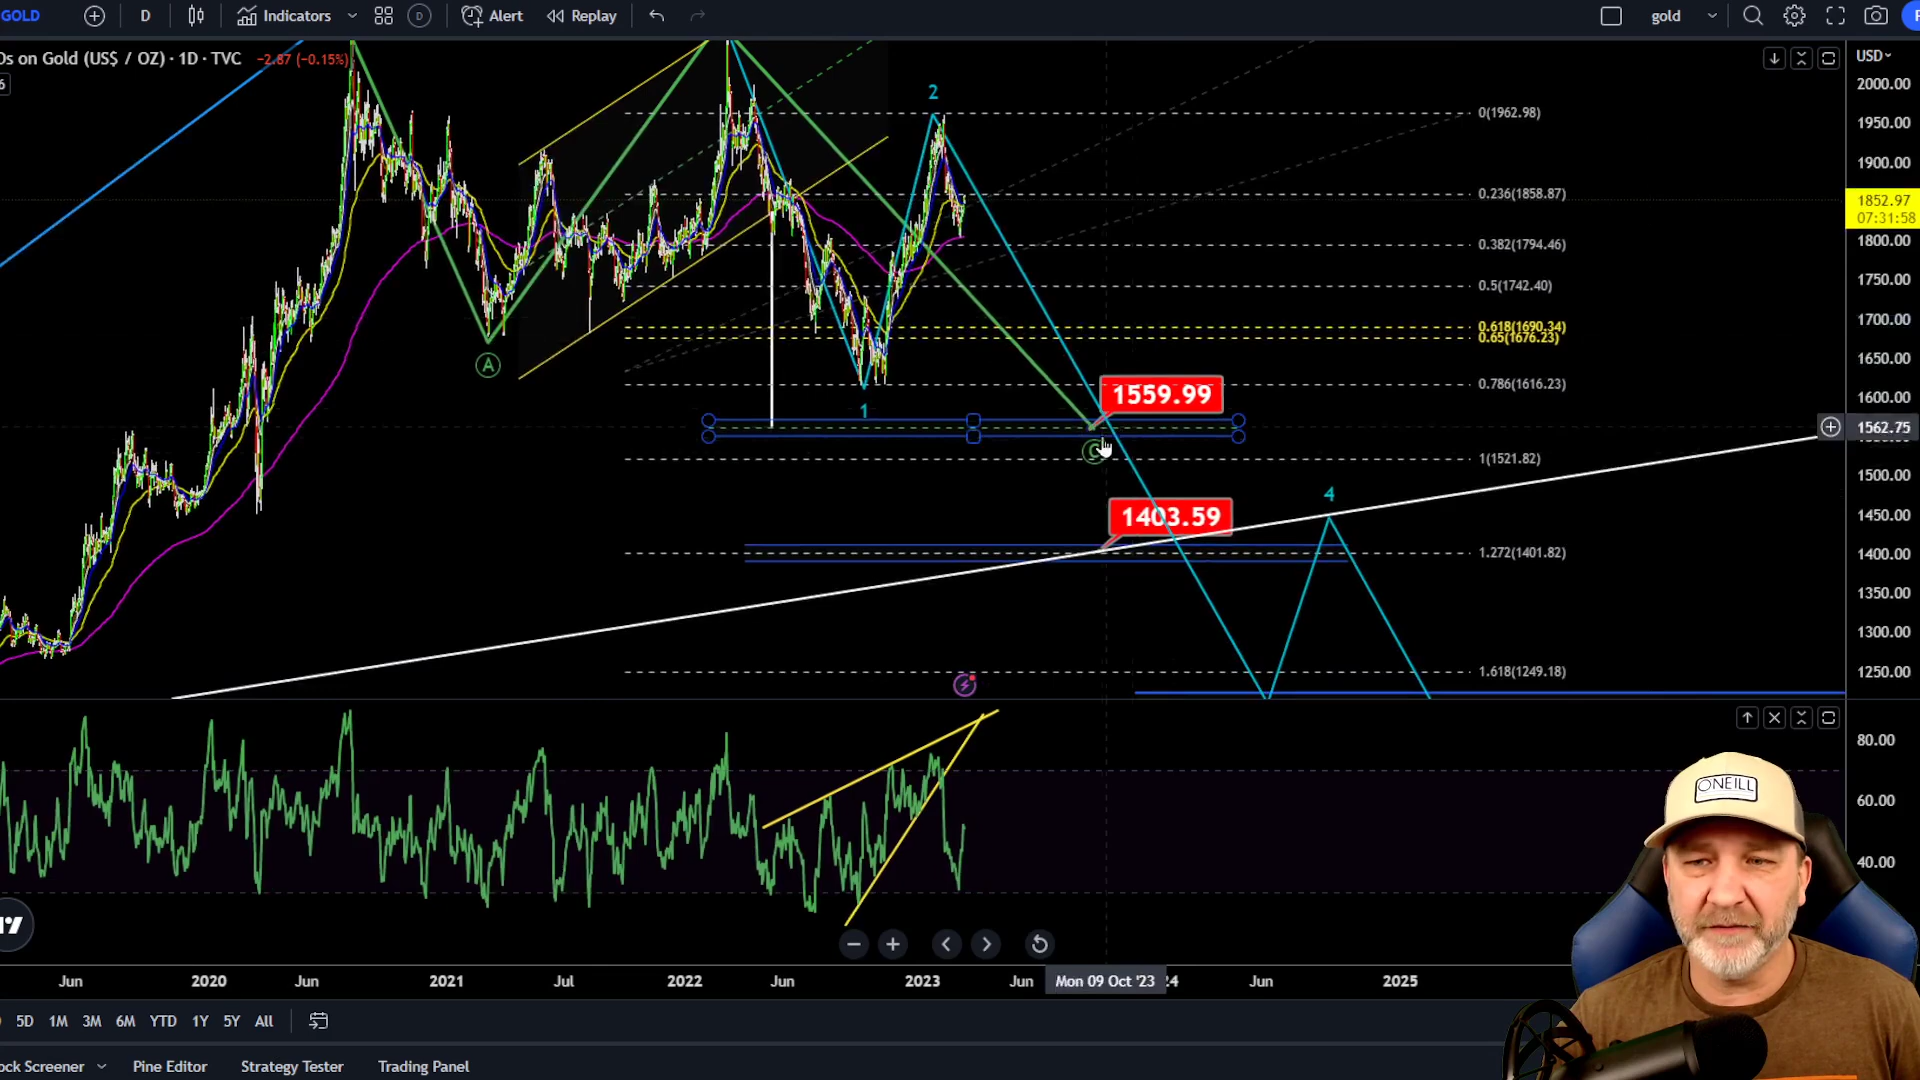 GOLD
D
Indicators
D
Alert
Replay
gold
Ds on Gold (US$ / OZ) · 1D · TVC −2.87 (−0.15%)
6
USD
2000.00
1950.00
1900.00
1852.97
07:31:58
1800.00
1750.00
1700.00
1650.00
1600.00
1562.75
1500.00
1450.00
1400.00
1350.00
1300.00
1250.00
2
0(1962.98)
0.236(1858.87)
0.382(1794.46)
0.5(1742.40)
0.618(1690.34)
0.65(1676.23)
A
0.786(1616.23)
1559.99
1
C
1(1521.82)
4
1403.59
1.272(1401.82)
1.618(1249.18)
80.00
60.00
40.00
ONEILL
Jun
2020
Jun
2021
Jul
2022
Jun
2023
Jun
Mon 09 Oct '23
24
Jun
2025
5D
1M
3M
6M
YTD
1Y
5Y
All
ock Screener
Pine Editor
Strategy Tester
Trading Panel